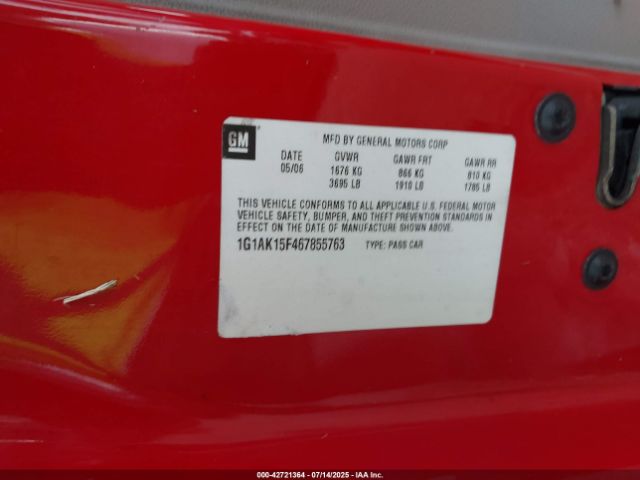 GM
MFD BY GENERAL MOTORS CORP
DATE GVWR GAWR FRT GAWR RR
05/06 1676 KG 866 KG 810 KG
3695 LB 1910 LB 1785 LB
THIS VEHICLE CONFORMS TO ALL APPLICABLE U.S. FEDERAL MOTOR
VEHICLE SAFETY, BUMPER, AND THEFT PREVENTION STANDARDS IN
EFFECT ON THE DATE OF MANUFACTURE SHOWN ABOVE.
1G1AK15F467855763 TYPE: PASS CAR
000-42721364 - 07/14/2025 - IAAI.COM